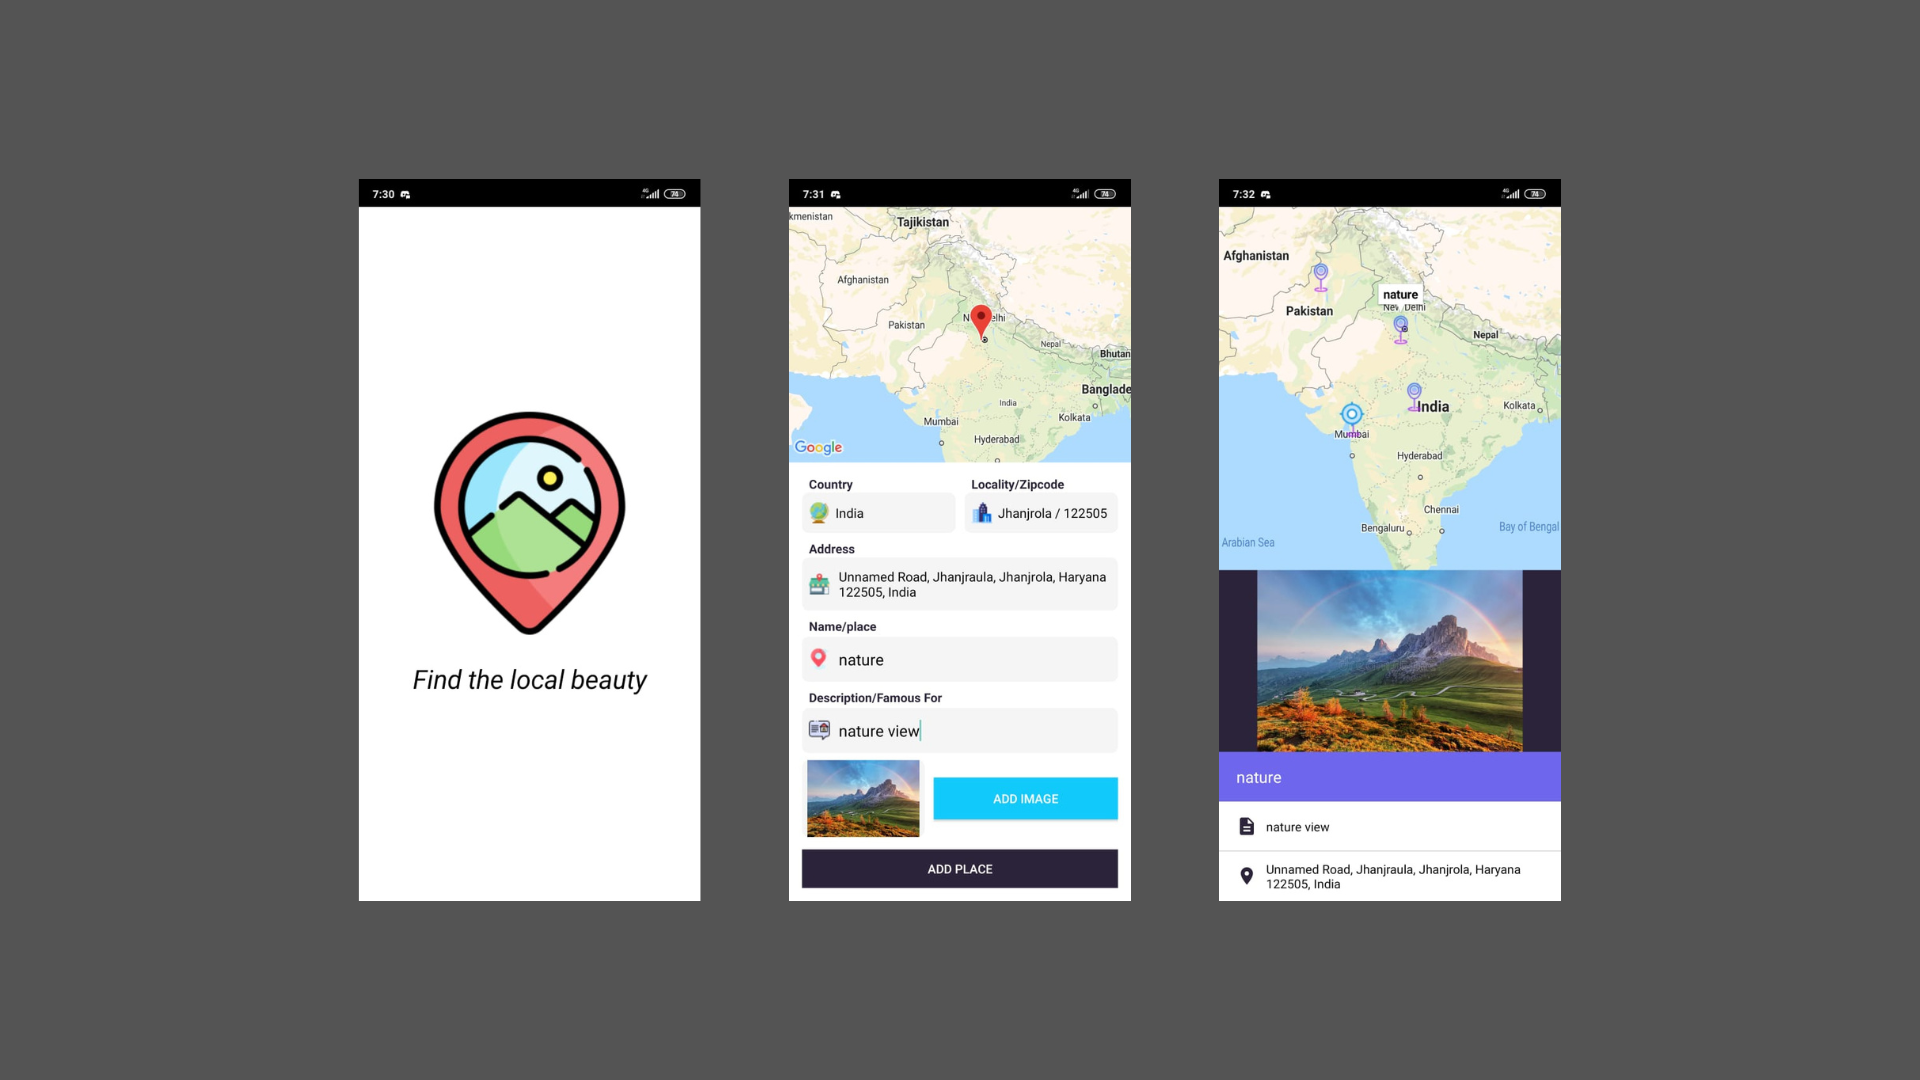 7:30
4G
74
Find the local beauty
7:31
4G
74
kmenistan
Tajikistan
Afghanistan
Pakistan
Nepal
Bhutan
Banglade
India
Kolkata
Mumbai
Hyderabad
Google
Country
Locality/Zipcode
India
Jhanjrola / 122505
Address
Unnamed Road, Jhanjraula, Jhanjrola, Haryana
122505, India
Name/place
nature
Description/Famous For
nature view
ADD IMAGE
ADD PLACE
7:32
4G
74
Afghanistan
nature
New Delhi
Pakistan
Nepal
India
Kolkata
Mumbai
Hyderabad
Chennai
Bengaluru
Bay of Bengal
Arabian Sea
nature
nature view
Unnamed Road, Jhanjraula, Jhanjrola, Haryana
122505, India